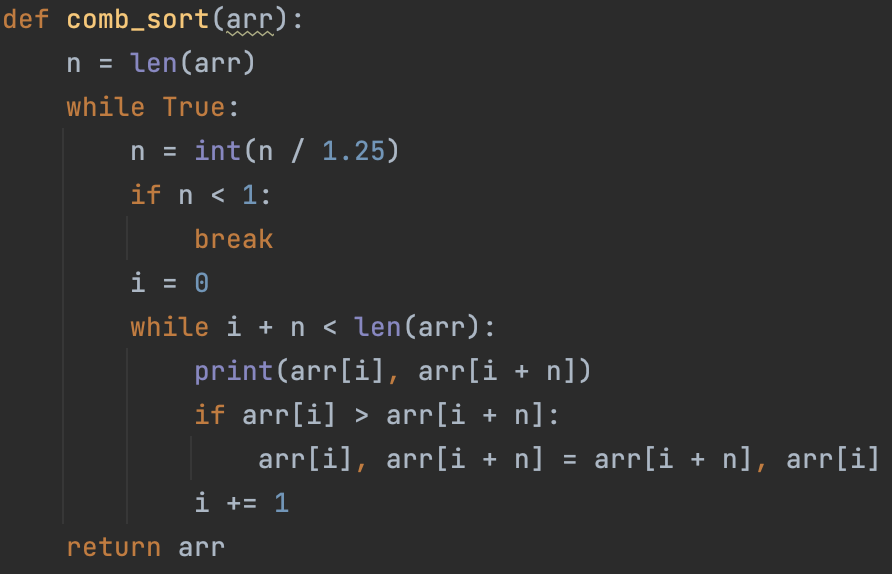 def comb_sort(arr):
    n = len(arr)
    while True:
        n = int(n / 1.25)
        if n < 1:
            break
        i = 0
        while i + n < len(arr):
            print(arr[i], arr[i + n])
            if arr[i] > arr[i + n]:
                arr[i], arr[i + n] = arr[i + n], arr[i]
            i += 1
    return arr